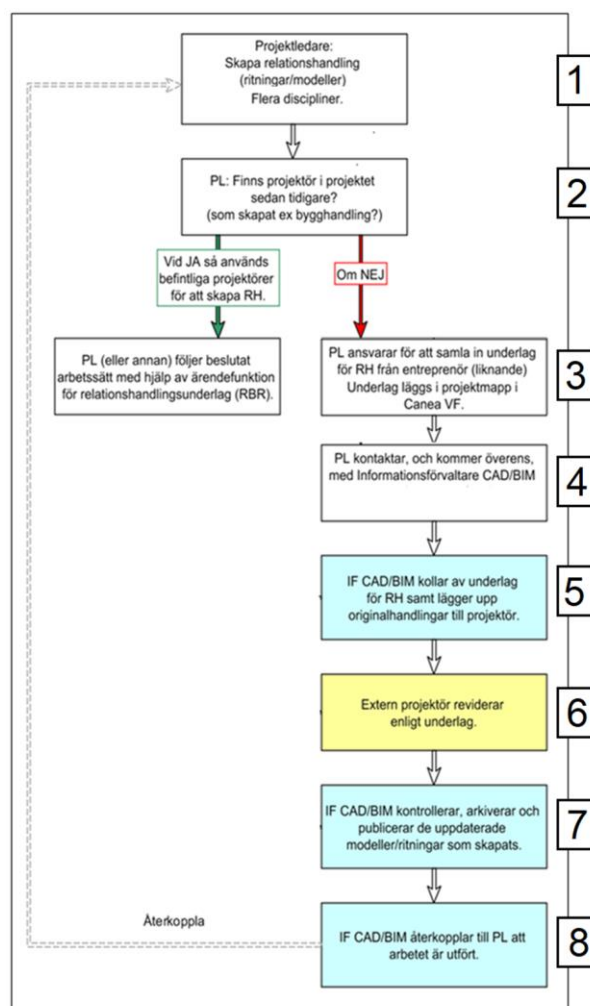 Projektledare:
Skapa relationshandling
(ritningar/modeller)
Flera discipliner.
1
PL: Finns projektör i projektet
sedan tidigare?
(som skapat ex bygghandling?)
2
Vid JA så används
befintliga projektörer
för att skapa RH.
Om NEJ
PL (eller annan) följer beslutat
arbetssätt med hjälp av ärendefunktion
för relationshandlingsunderlag (RBR).
PL ansvarar för att samla in underlag
för RH från entreprenör (liknande)
Underlag läggs i projektmapp i
Canea VF.
3
PL kontaktar, och kommer överens,
med Informationsförvaltare CAD/BIM
4
IF CAD/BIM kollar av underlag
för RH samt lägger upp
originalhandlingar till projektör.
5
Extern projektör reviderar
enligt underlag.
6
IF CAD/BIM kontrollerar, arkiverar och
publicerar de uppdaterade
modeller/ritningar som skapats.
7
Återkoppla
IF CAD/BIM återkopplar till PL att
arbetet är utfört.
8